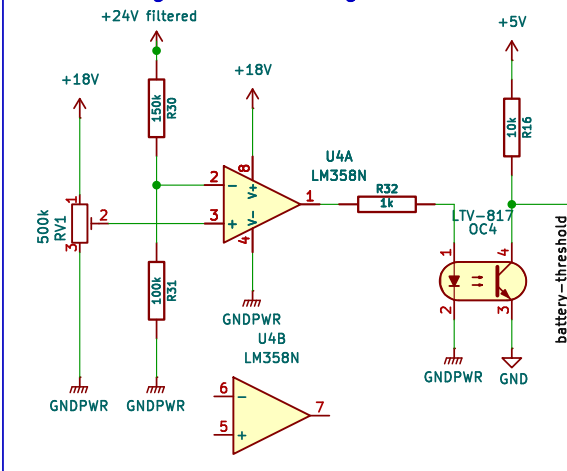 +24V filtered
+5V
+18V
+18V
150k
R30
10k
R16
U4A
LM358N
8
V+
2
−
1
R32
1k
3
+
V-
4
500k
RV1
1
2
3
LTV-817
OC4
1
4
2
3
100k
R31
battery-threshold
GNDPWR
U4B
LM358N
GNDPWR
GND
GNDPWR
GNDPWR
6
−
7
5
+